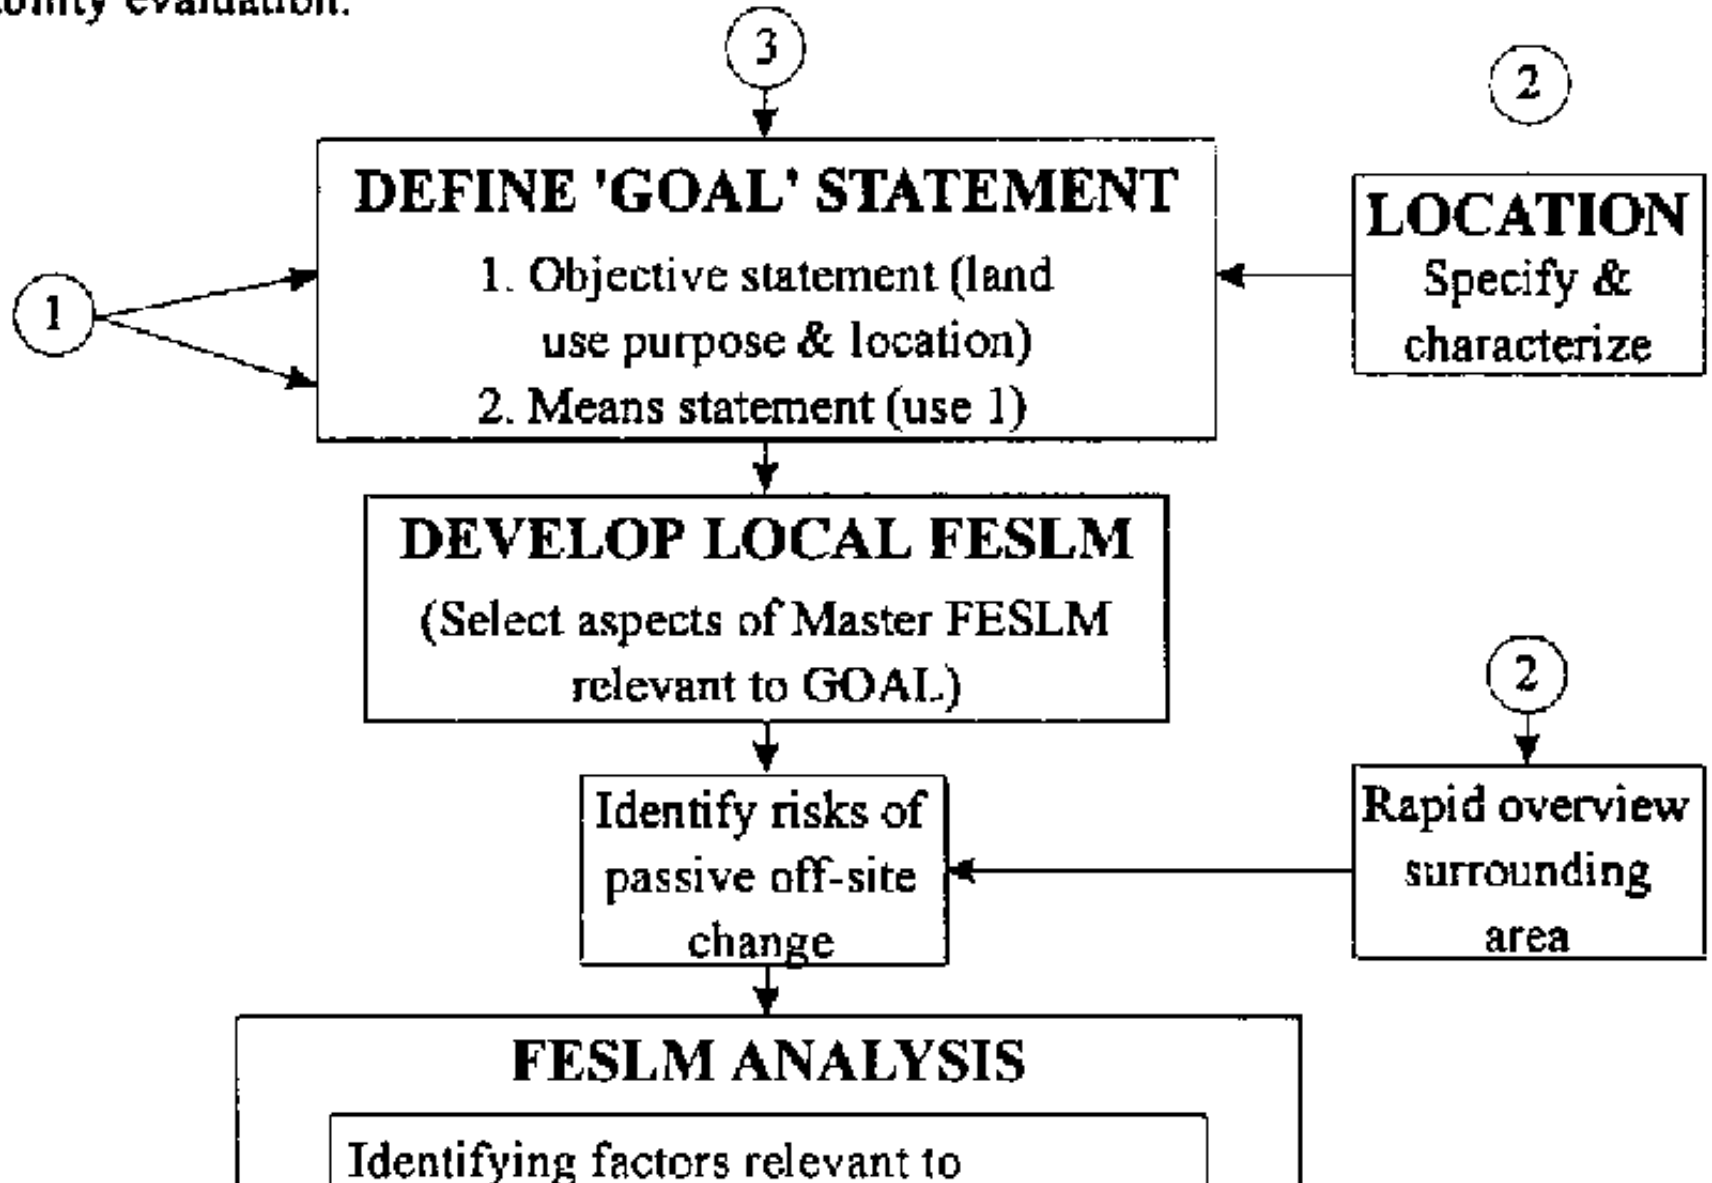 evaluation.
3
2
DEFINE 'GOAL' STATEMENT
1. Objective statement (land
use purpose & location)
2. Means statement (use 1)
1
LOCATION
Specify &
characterize
DEVELOP LOCAL FESLM
(Select aspects of Master FESLM
relevant to GOAL)
2
Identify risks of
passive off-site
change
Rapid overview
surrounding
area
FESLM ANALYSIS
Identifying factors relevant to